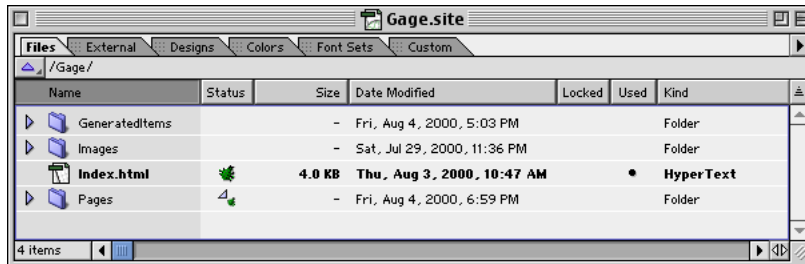 Gage.site
Files External Designs Colors Font Sets Custom
/Gage/
Name Status Size Date Modified Locked Used Kind
GeneratedItems - Fri, Aug 4, 2000, 5:03 PM Folder
Images - Sat, Jul 29, 2000, 11:36 PM Folder
Index.html 4.0 KB Thu, Aug 3, 2000, 10:47 AM • HyperText
Pages - Fri, Aug 4, 2000, 6:59 PM Folder
4 items